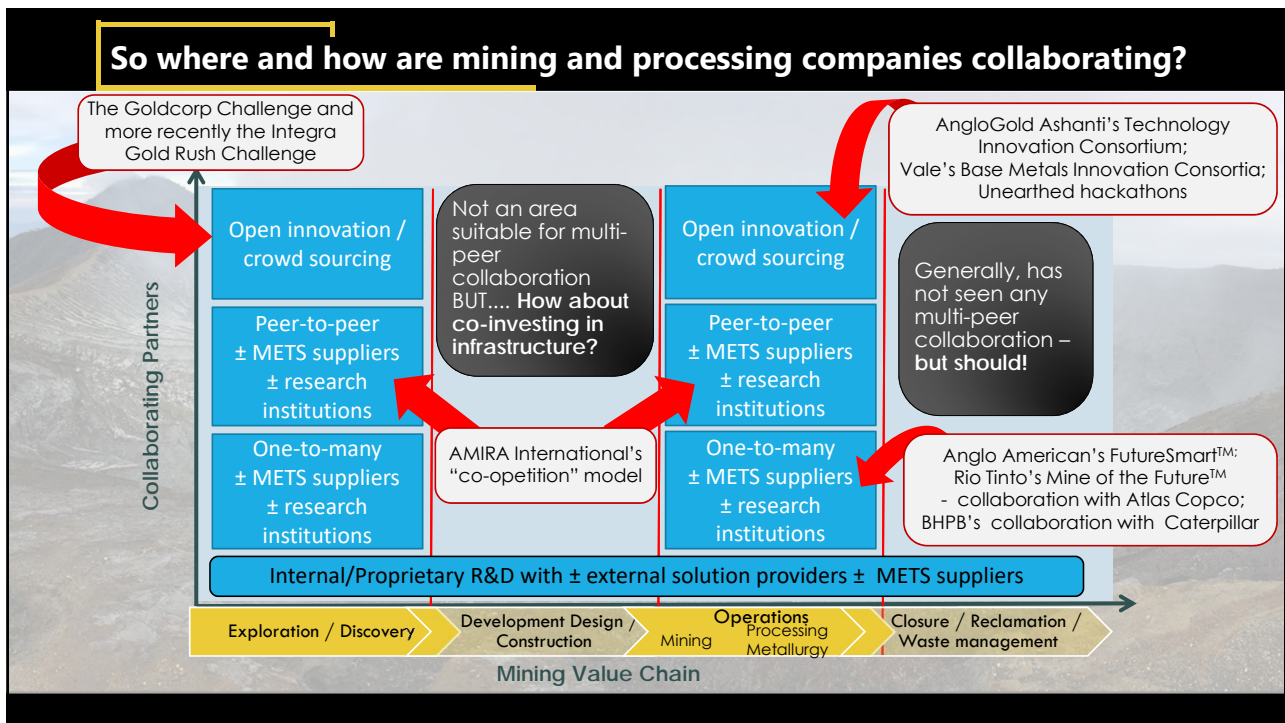 So where and how are mining and processing companies collaborating?
The Goldcorp Challenge and
more recently the Integra
Gold Rush Challenge
AngloGold Ashanti's Technology
Innovation Consortium;
Vale's Base Metals Innovation Consortia;
Unearthed hackathons
Collaborating Partners
Open innovation /
crowd sourcing
Peer-to-peer
± METS suppliers
± research
institutions
One-to-many
± METS suppliers
± research
institutions
Not an area
suitable for multi-
peer
collaboration
BUT.... How about
co-investing in
infrastructure?
AMIRA International's
"co-opetition" model
Open innovation /
crowd sourcing
Peer-to-peer
± METS suppliers
± research
institutions
One-to-many
± METS suppliers
± research
institutions
Generally, has
not seen any
multi-peer
collaboration –
but should!
Anglo American's FutureSmart™;
Rio Tinto's Mine of the Future™
- collaboration with Atlas Copco;
BHPB's collaboration with Caterpillar
Internal/Proprietary R&D with ± external solution providers ± METS suppliers
Exploration / Discovery
Development Design /
Construction
Operations
Mining Processing
Metallurgy
Closure / Reclamation /
Waste management
Mining Value Chain